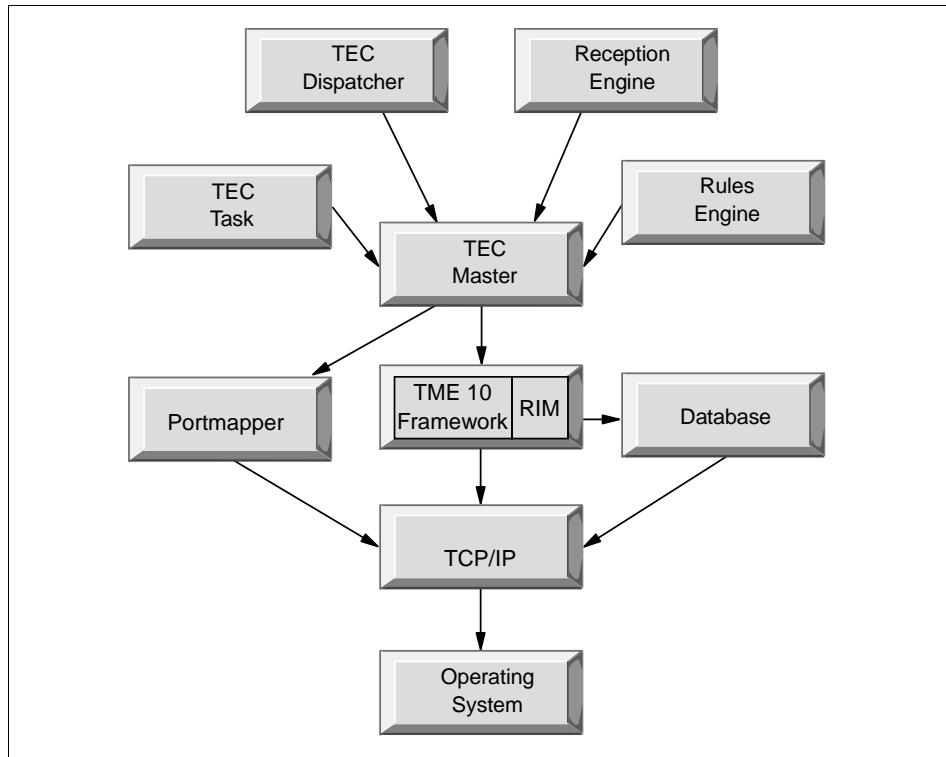 TEC
Dispatcher
Reception
Engine
TEC
Task
Rules
Engine
TEC
Master
Portmapper
TME 10
Framework
RIM
Database
TCP/IP
Operating
System